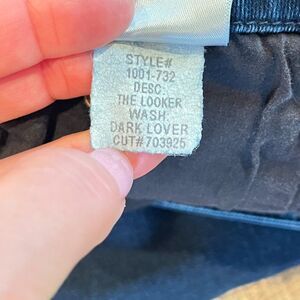 STYLE#
1001-732
DESC:
THE LOOKER
WASH:
DARK LOVER
CUT# 703925